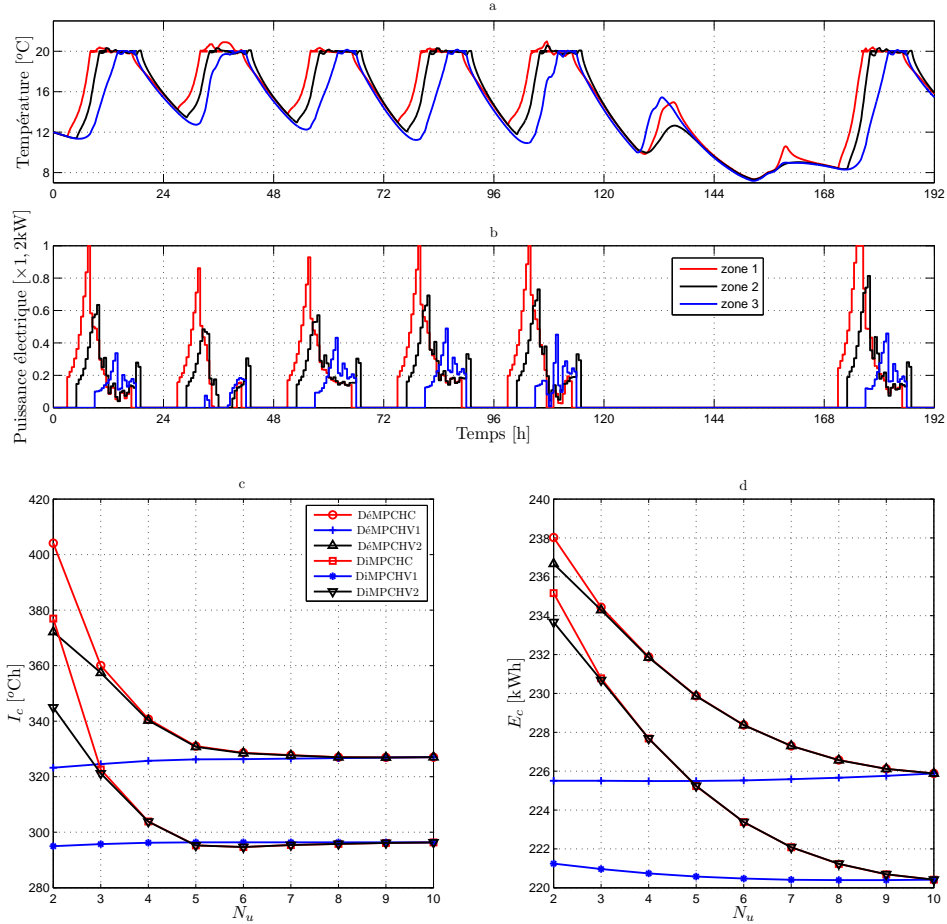 a
Température [°C]
20
16
12
8
0 24 48 72 96 120 144 168 192
b
Puissance électrique [×1, 2kW]
1
0.8
0.6
0.4
0.2
0
zone 1
zone 2
zone 3
0 24 48 72 96 120 144 168 192
Temps [h]
c
I_c [°Ch]
420
400
380
360
340
320
300
280
DéMPCHC
DéMPCHV1
DéMPCHV2
DiMPCHC
DiMPCHV1
DiMPCHV2
2 3 4 5 6 7 8 9 10
N_u
d
E_c [kWh]
240
238
236
234
232
230
228
226
224
222
220
2 3 4 5 6 7 8 9 10
N_u